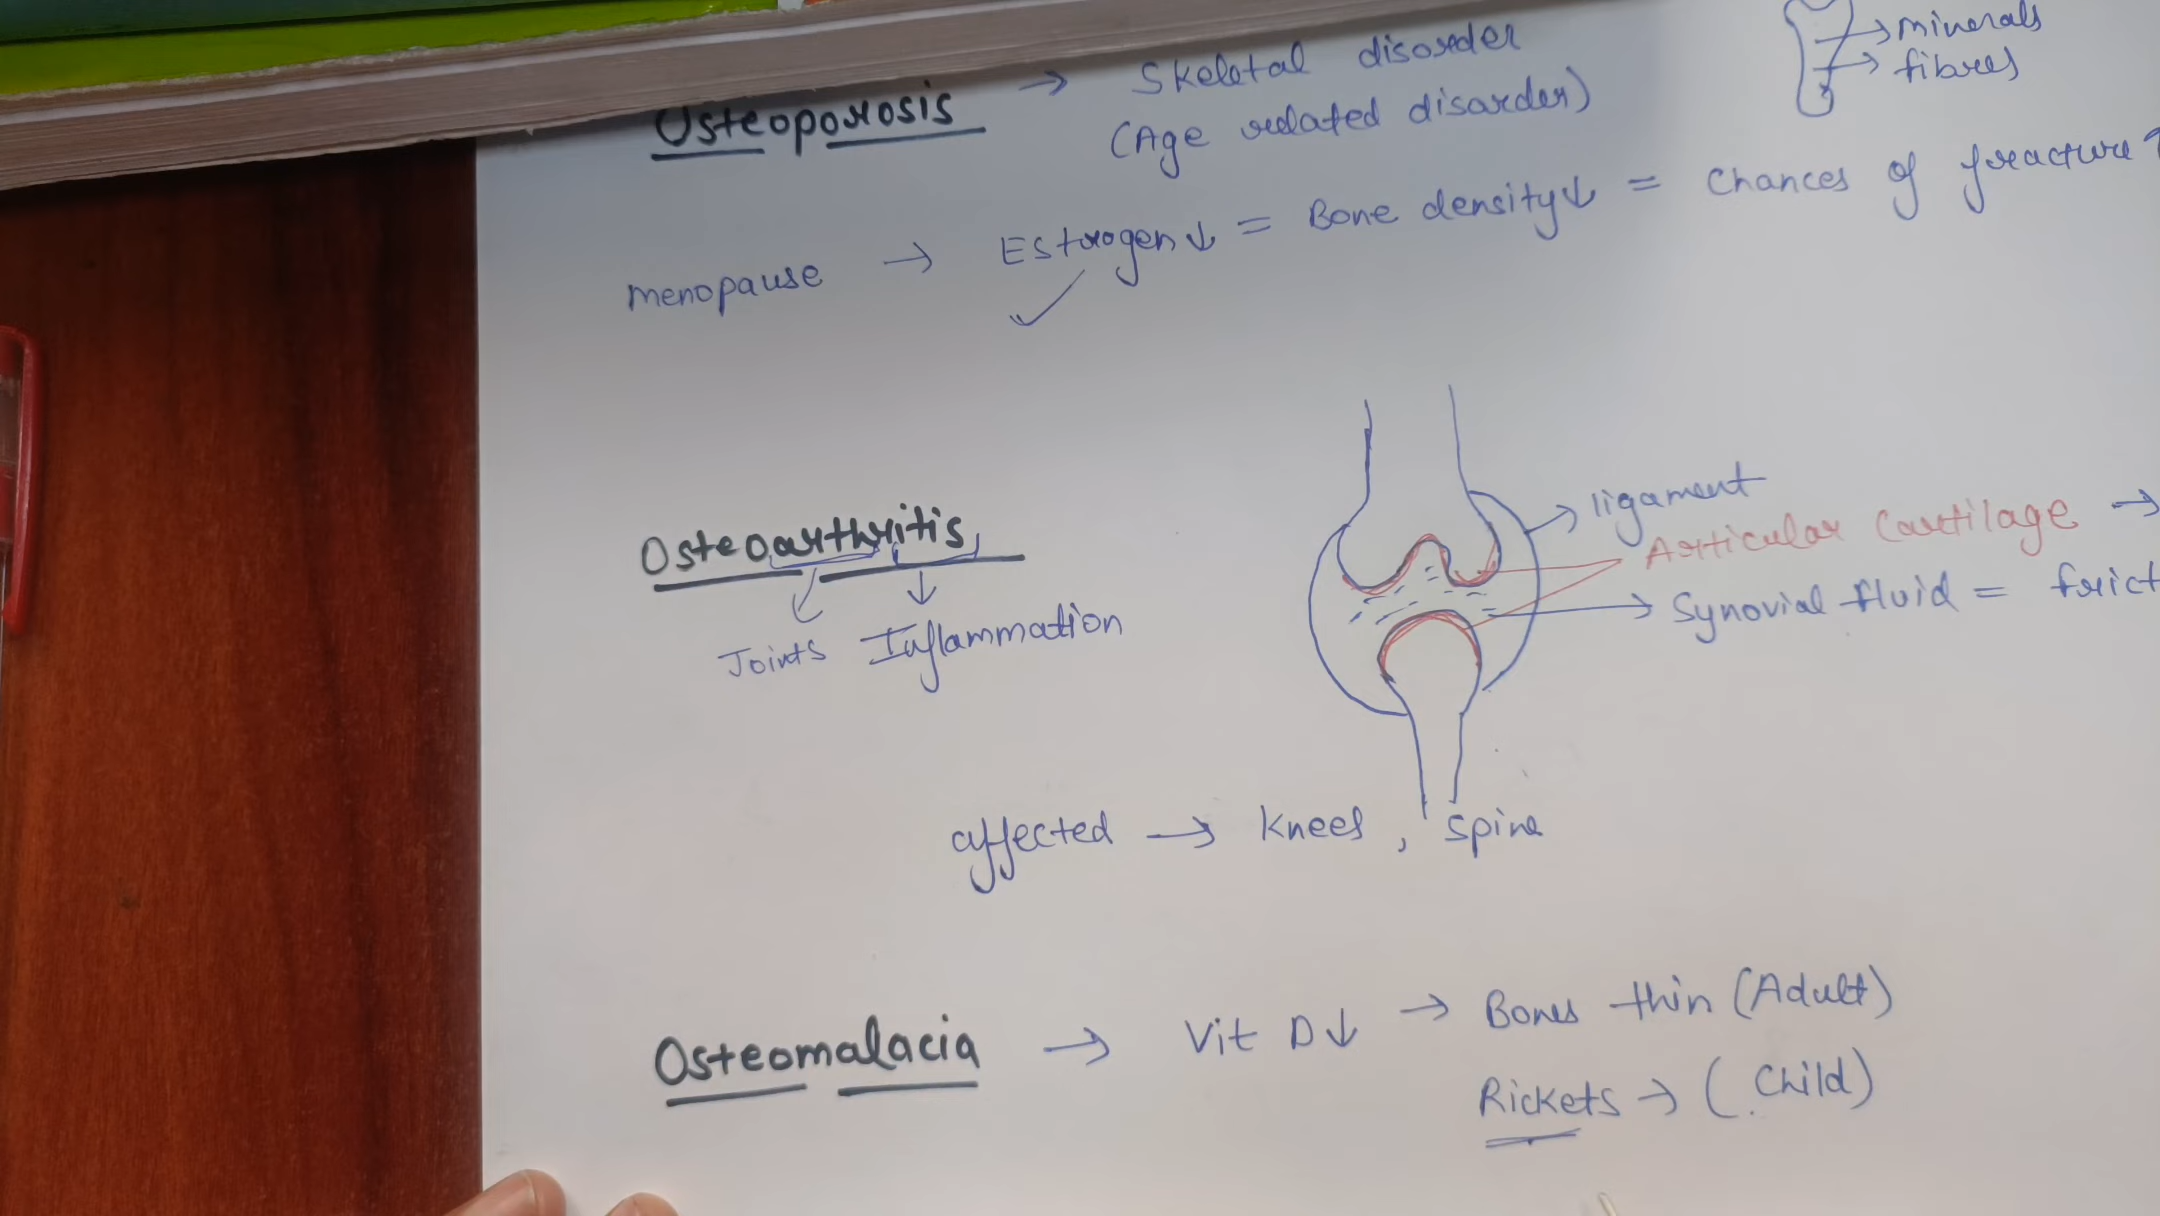 Osteoporosis → Skeletal disorder
(Age related disorder)
minerals
fibres
menopause → Estrogen↓ = Bone density↓ = Chances of fracture↑
Osteoarthritis
Joints Inflammation
ligament
Articular Cartilage →
Synovial fluid = frict
affected → Knees, Spine
Osteomalacia → Vit D↓ → Bones thin (Adult)
Rickets → (Child)